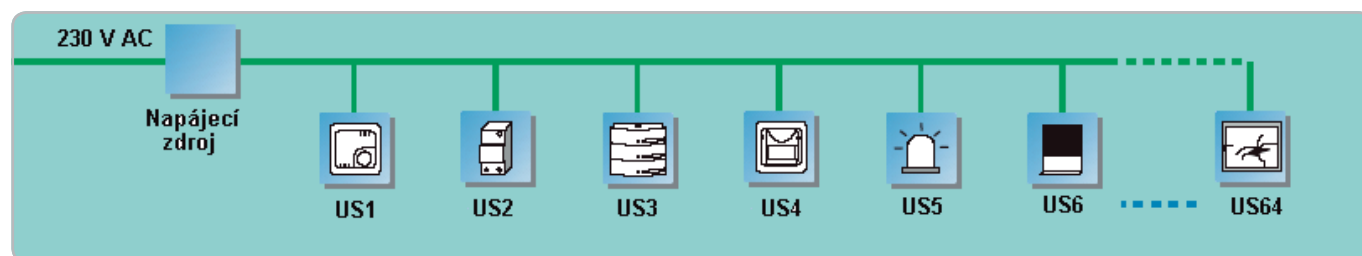 230 V AC
Napájecí
zdroj
US1
US2
US3
US4
US5
US6
US64